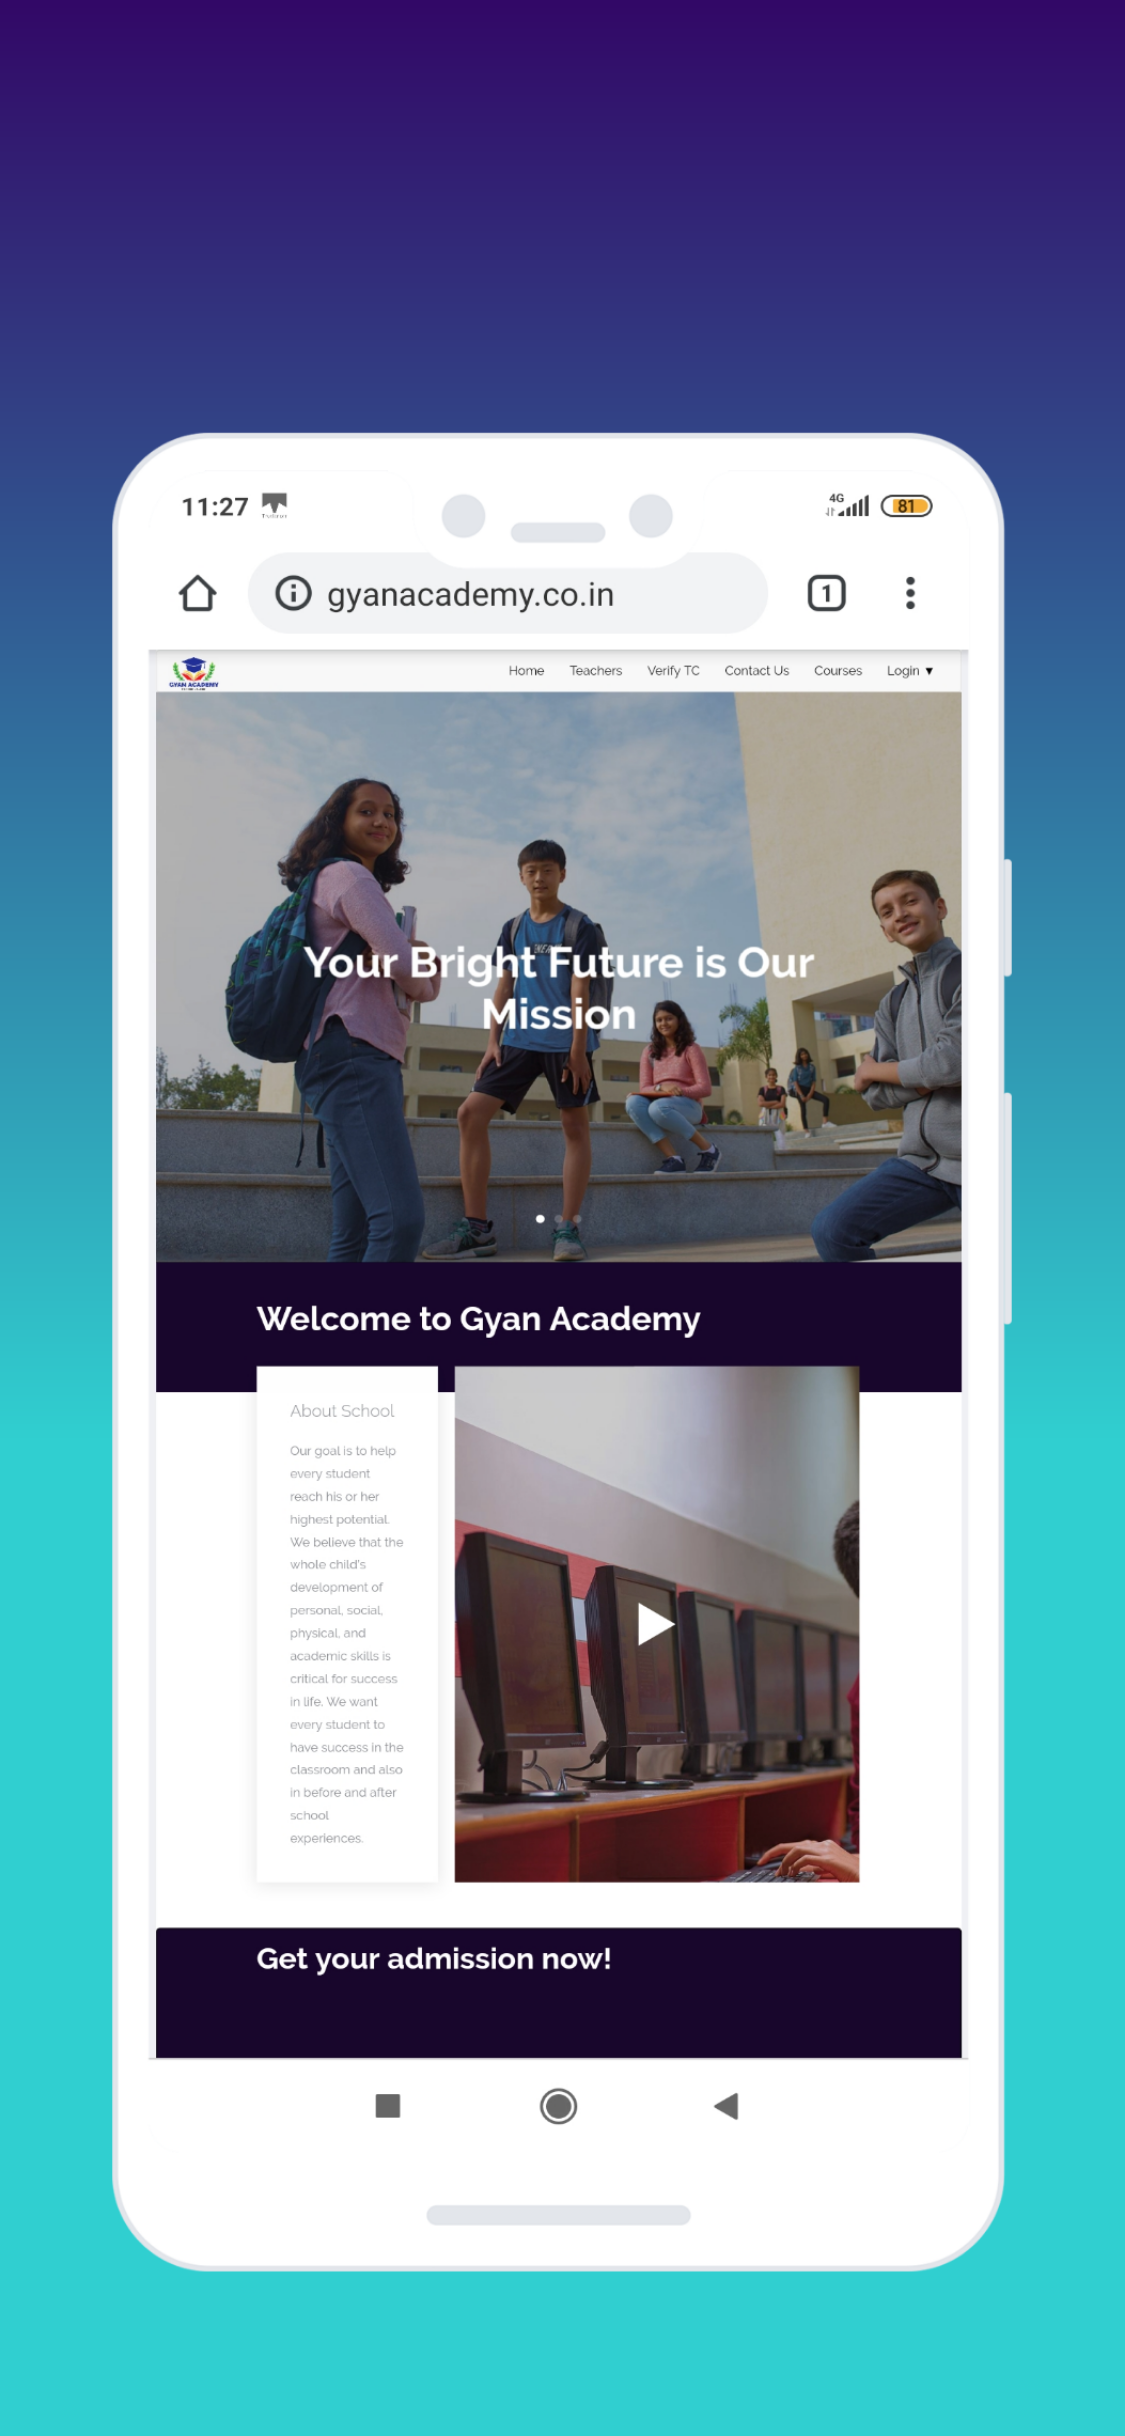 11:27
4G
81
gyanacademy.co.in
1
GYAN ACADEMY
Home Teachers Verify TC Contact Us Courses Login ▼
Your Bright Future is Our
Mission
Welcome to Gyan Academy
About School
Our goal is to help
every student
reach his or her
highest potential.
We believe that the
whole child's
development of
personal, social,
physical, and
academic skills is
critical for success
in life. We want
every student to
have success in the
classroom and also
in before and after
school
experiences.
Get your admission now!